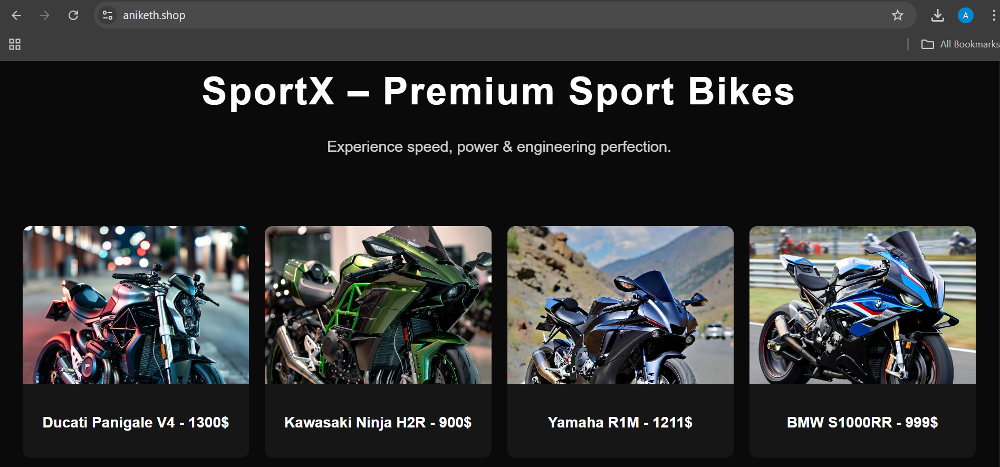 aniketh.shop
A
All Bookmarks
SportX – Premium Sport Bikes
Experience speed, power & engineering perfection.
DUCATI
Ducati Panigale V4 - 1300$
Kawasaki Ninja H2R - 900$
Yamaha R1M - 1211$
BMW S1000RR - 999$